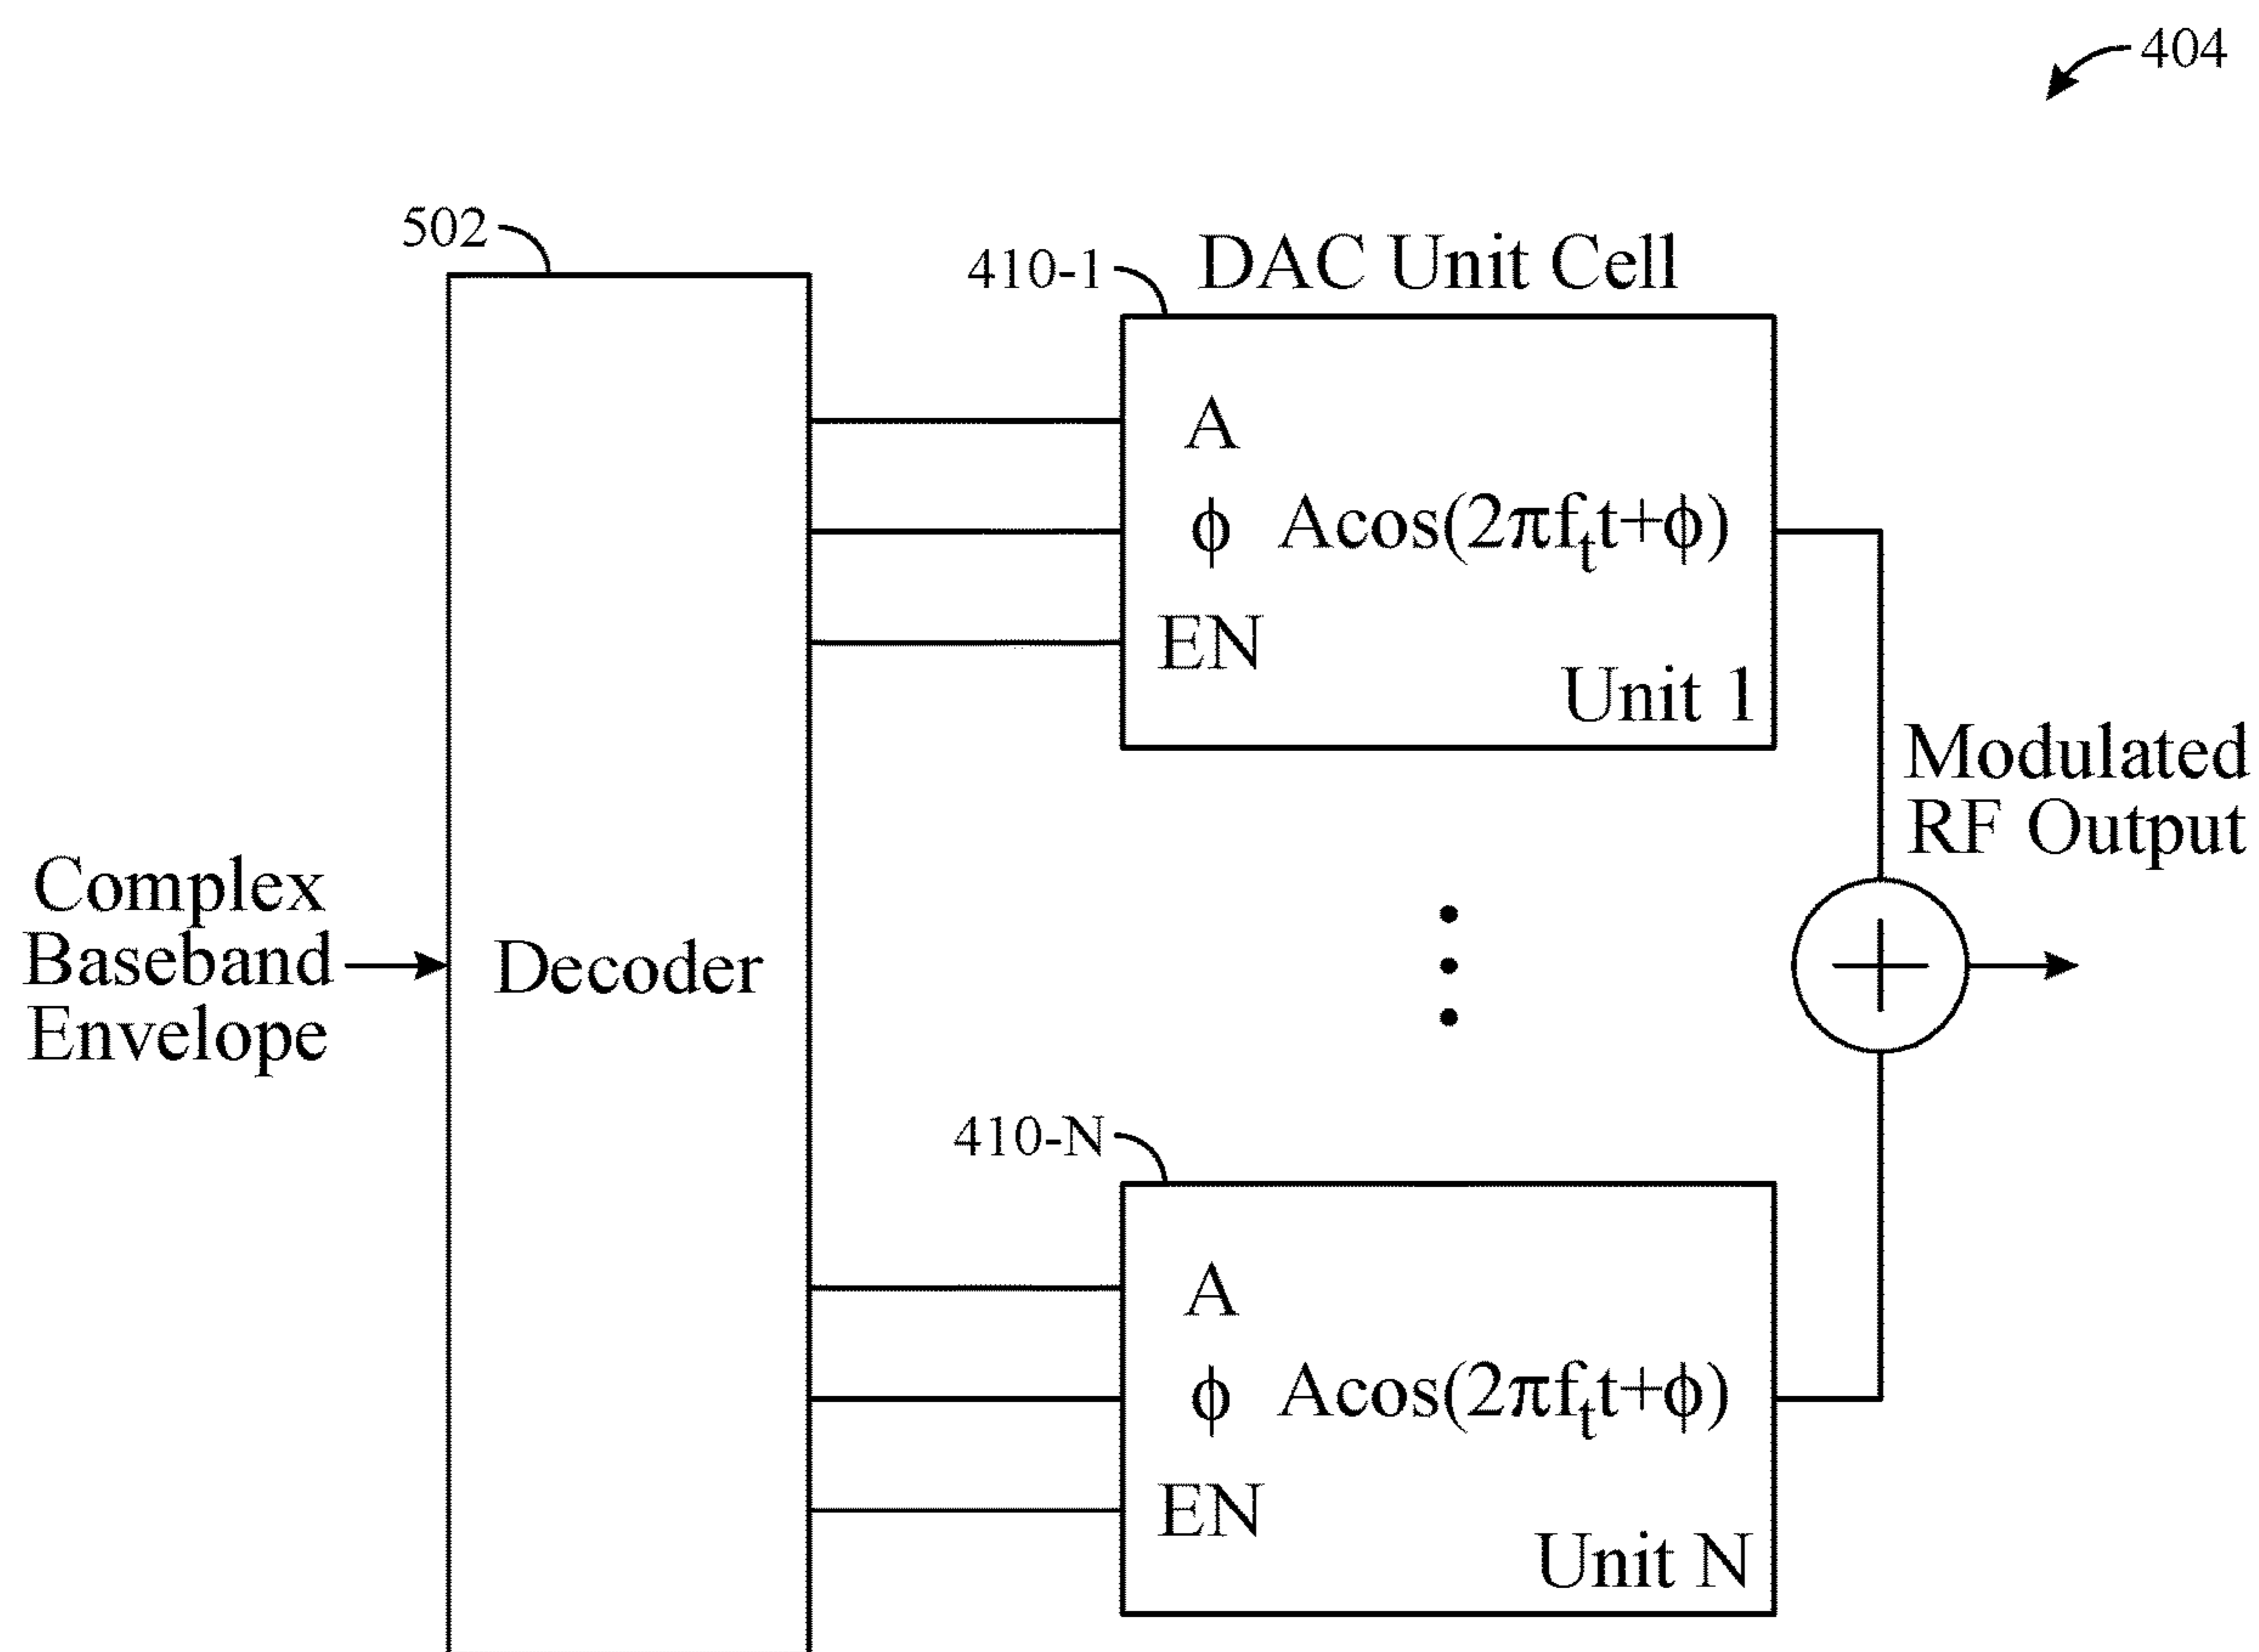 404
502
410-1
DAC Unit Cell
A
ϕ
Acos(2πfₜt+ϕ)
EN
Unit 1
Modulated
RF Output
Complex
Baseband
Envelope
Decoder
410-N
A
ϕ
Acos(2πfₜt+ϕ)
EN
Unit N